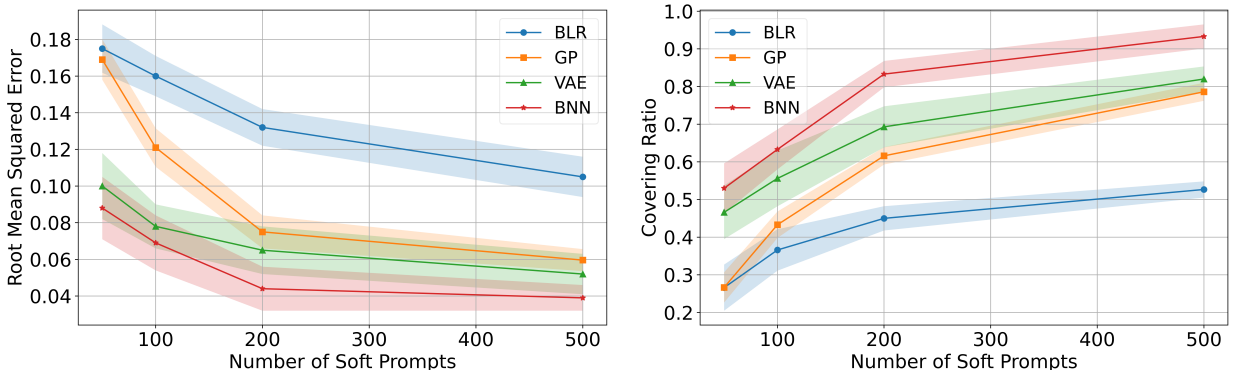 Root Mean Squared Error
0.18
0.16
0.14
0.12
0.10
0.08
0.06
0.04
BLR
GP
VAE
BNN
100
200
300
400
500
Number of Soft Prompts
Covering Ratio
1.0
0.9
0.8
0.7
0.6
0.5
0.4
0.3
0.2
BLR
GP
VAE
BNN
100
200
300
400
500
Number of Soft Prompts